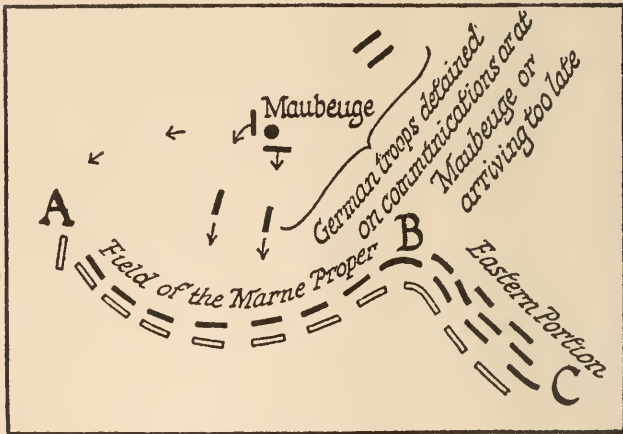 Maubeuge
German troops detained
on communications or at
Maubeuge or
arriving too late
A
B
Field of the Marne Proper
Eastern Portion
C